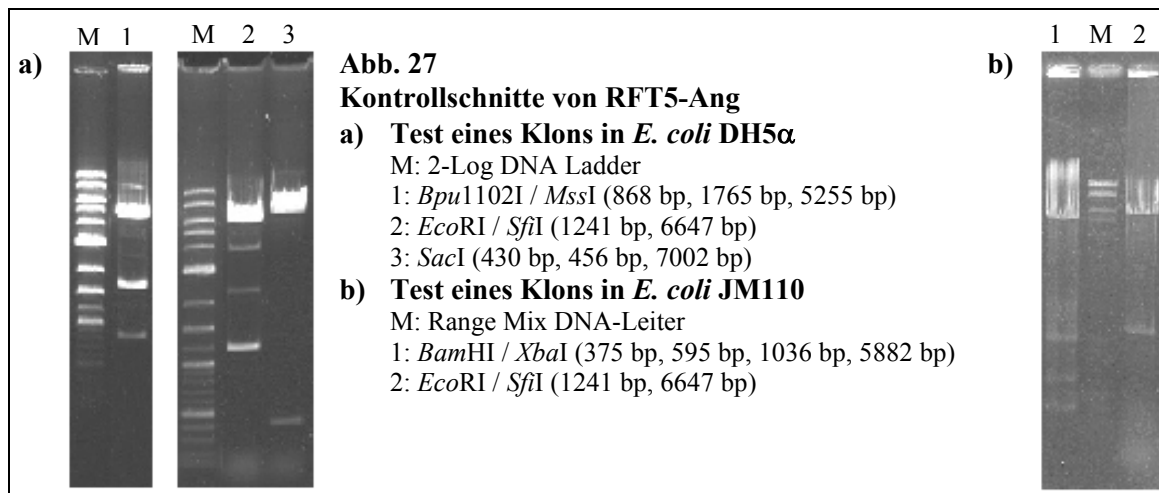 a)
M 1
M 2 3
Abb. 27
Kontrollschnitte von RFT5-Ang
a) Test eines Klons in E. coli DH5α
M: 2-Log DNA Ladder
1: Bpu1102I / MssI (868 bp, 1765 bp, 5255 bp)
2: EcoRI / SfiI (1241 bp, 6647 bp)
3: SacI (430 bp, 456 bp, 7002 bp)
b) Test eines Klons in E. coli JM110
M: Range Mix DNA-Leiter
1: BamHI / XbaI (375 bp, 595 bp, 1036 bp, 5882 bp)
2: EcoRI / SfiI (1241 bp, 6647 bp)
b)
1 M 2